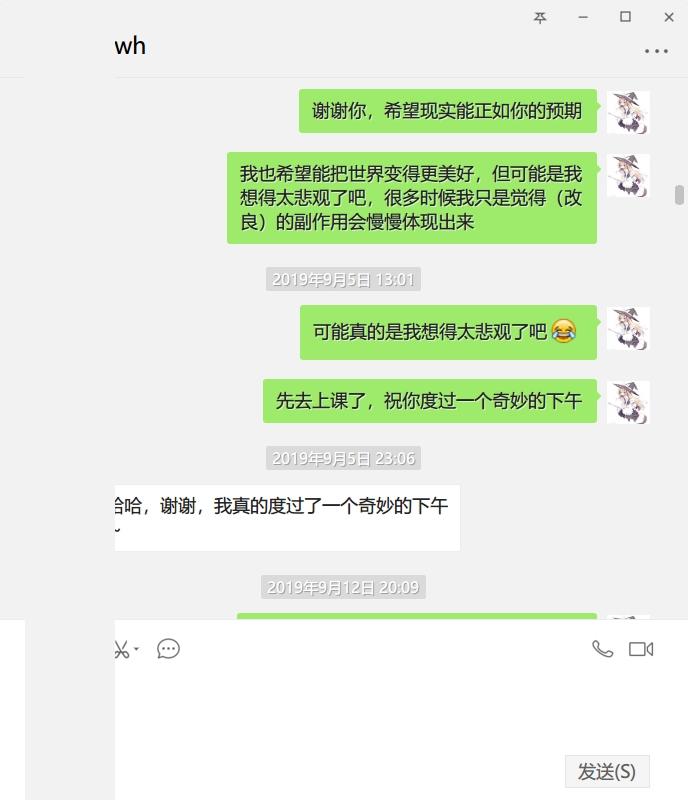 wh
谢谢你，希望现实能正如你的预期
我也希望能把世界变得更美好，但可能是我
想得太悲观了吧，很多时候我只是觉得（改
良）的副作用会慢慢体现出来
2019年9月5日 13:01
可能真的是我想得太悲观了吧😂
先去上课了，祝你度过一个奇妙的下午
2019年9月5日 23:06
哈哈，谢谢，我真的度过了一个奇妙的下午
~
2019年9月12日 20:09
发送(S)